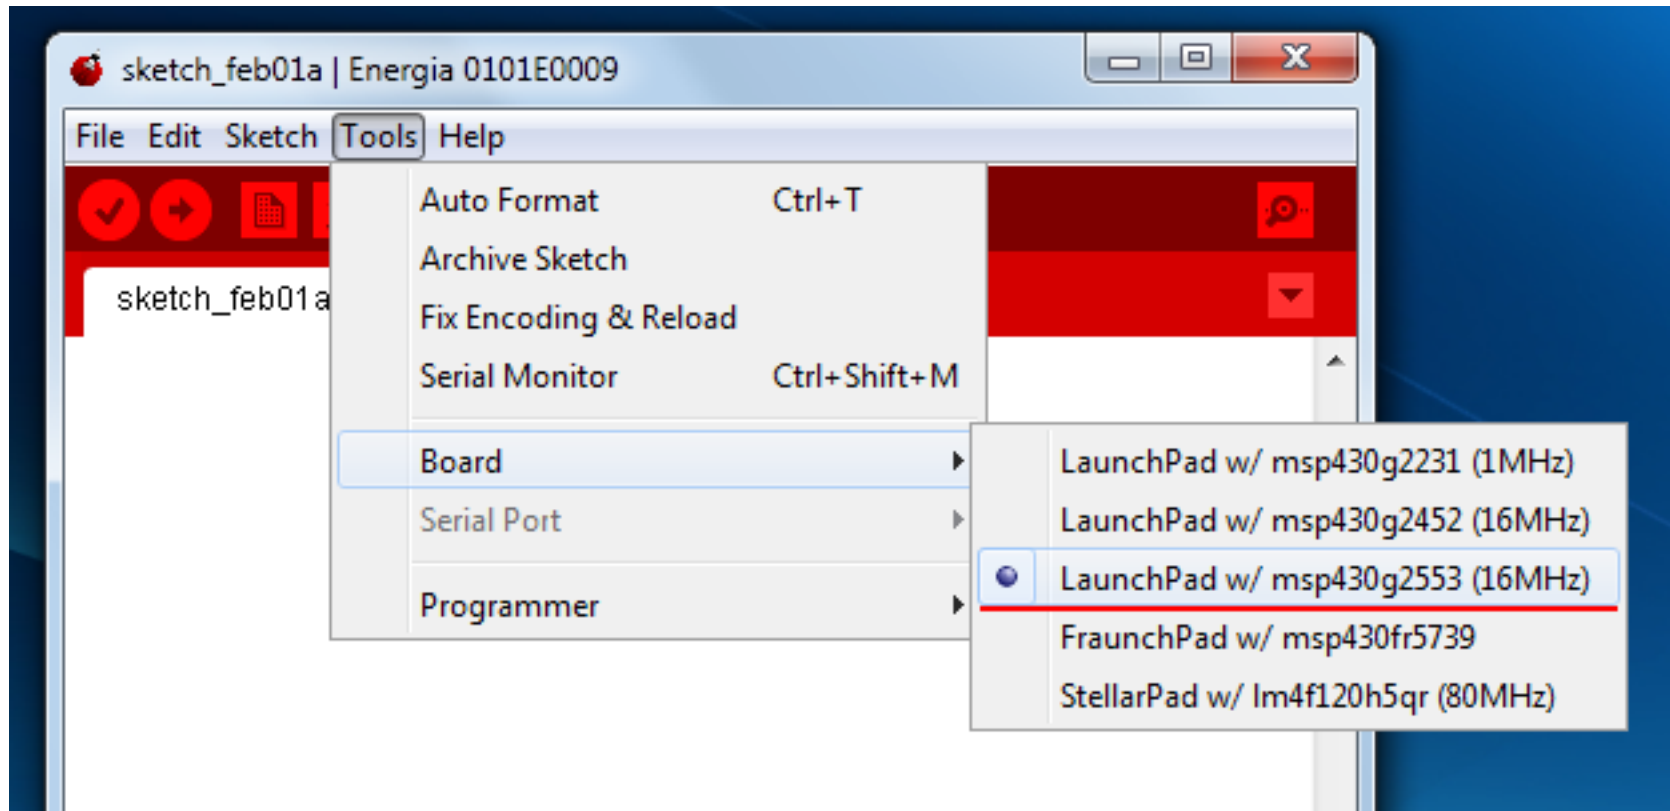 sketch_feb01a | Energia 0101E0009
File Edit Sketch Tools Help
sketch_feb01a
Auto Format Ctrl+T
Archive Sketch
Fix Encoding & Reload
Serial Monitor Ctrl+Shift+M
Board
Serial Port
Programmer
LaunchPad w/ msp430g2231 (1MHz)
LaunchPad w/ msp430g2452 (16MHz)
LaunchPad w/ msp430g2553 (16MHz)
FraunchPad w/ msp430fr5739
StellarPad w/ lm4f120h5qr (80MHz)